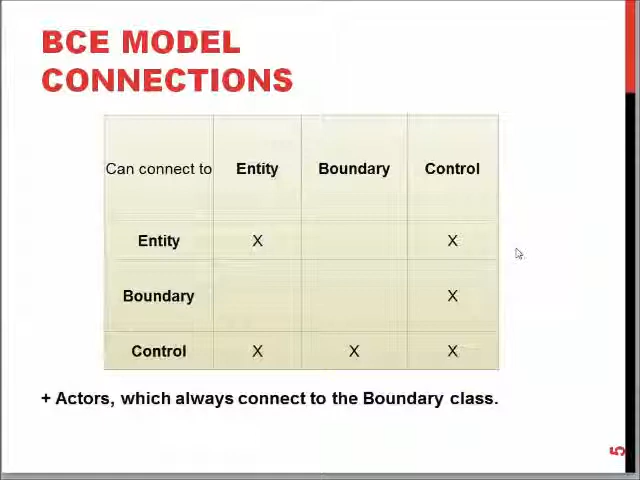 BCE MODEL
CONNECTIONS
Can connect to Entity Boundary Control
Entity X X
Boundary X
Control X X X
+ Actors, which always connect to the Boundary class.
5